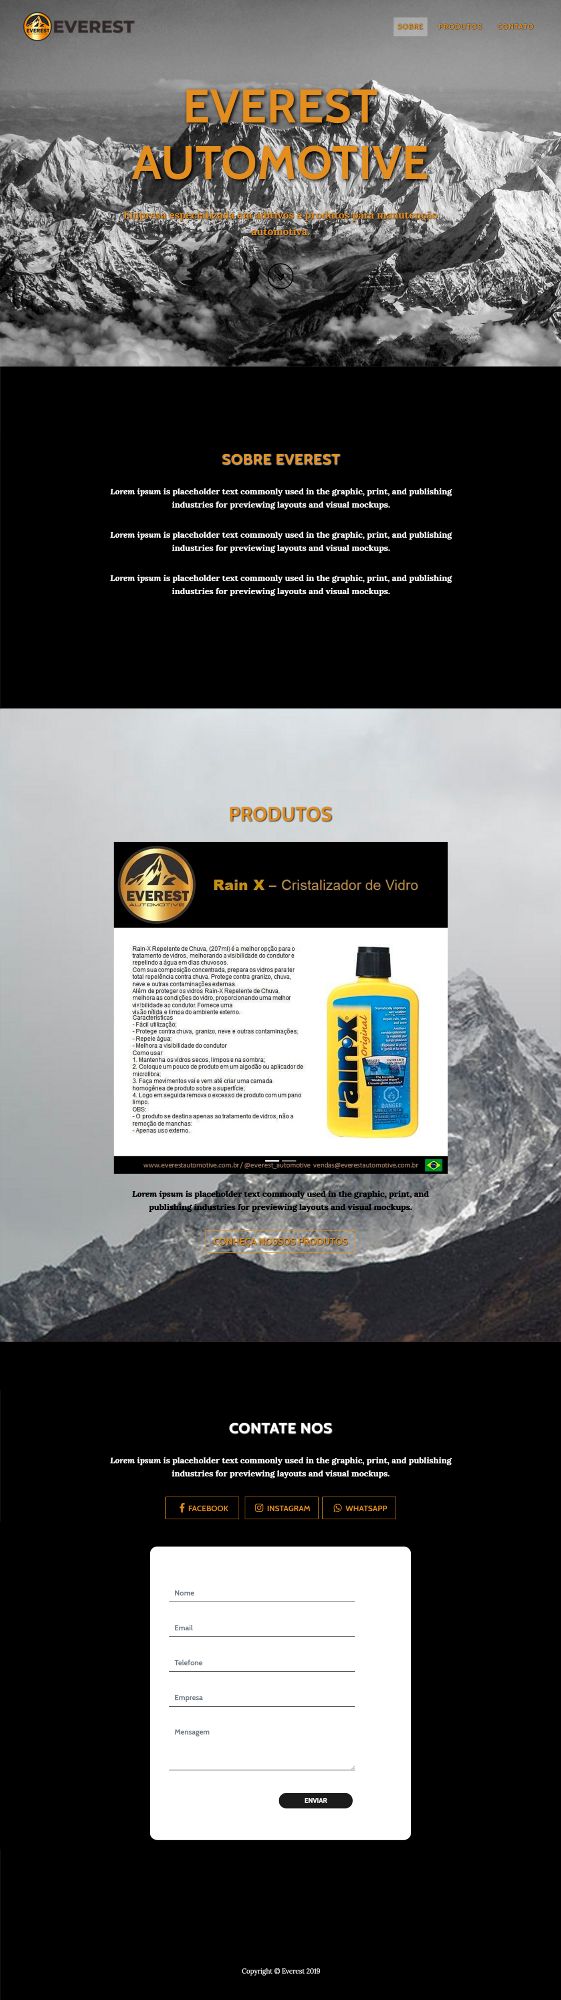 EVEREST
EVEREST
SOBRE
PRODUTOS
CONTATO
EVEREST
AUTOMOTIVE
Empresa especializada em aditivos e produtos para manutenção
automotiva.
SOBRE EVEREST
Lorem ipsum is placeholder text commonly used in the graphic, print, and publishing
industries for previewing layouts and visual mockups.
Lorem ipsum is placeholder text commonly used in the graphic, print, and publishing
industries for previewing layouts and visual mockups.
Lorem ipsum is placeholder text commonly used in the graphic, print, and publishing
industries for previewing layouts and visual mockups.
PRODUTOS
EVEREST
AUTOMOTIVE
Rain X – Cristalizador de Vidro
Rain-X Repelente de Chuva, (207ml) é a melhor opção para o
tratamento de vidros, melhorando a visibilidade do condutor e
repelindo a água em dias chuvosos.
Com sua composição concentrada, prepara os vidros para ter
total repelência contra chuva. Protege contra granizo, chuva,
neve e outras contaminações externas.
Além de proteger os vidros Rain-X Repelente de Chuva,
melhora as condições do vidro, proporcionando uma melhor
visibilidade ao condutor. Fornece uma
visão nítida e limpa do ambiente externo.
Características
- Fácil utilização;
- Protege contra chuva, granizo, neve e outras contaminações;
- Repele água;
- Melhora a visibilidade do condutor
Como usar
1. Mantenha os vidros secos, limpos e na sombra;
2. Coloque um pouco de produto em um algodão ou aplicador de
microfibra;
3. Faça movimentos vai e vem até criar uma camada
homogênea de produto sobre a superfície;
4. Logo em seguida remova o excesso de produto com um pano
limpo.
OBS:
- O produto se destina apenas ao tratamento de vidros, não a
remoção de manchas;
- Apenas uso externo.
rain-x
Original
DANGER
www.everestautomotive.com.br / @everest_automotive vendas@everestautomotive.com.br
Lorem ipsum is placeholder text commonly used in the graphic, print, and
publishing industries for previewing layouts and visual mockups.
CONHEÇA NOSSOS PRODUTOS
CONTATE NOS
Lorem ipsum is placeholder text commonly used in the graphic, print, and publishing
industries for previewing layouts and visual mockups.
FACEBOOK
INSTAGRAM
WHATSAPP
Nome
Email
Telefone
Empresa
Mensagem
ENVIAR
Copyright © Everest 2019